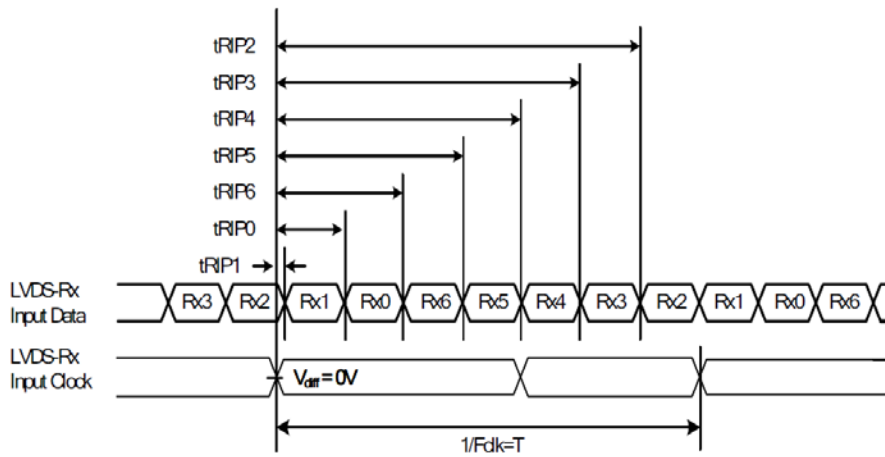 tRIP2
tRIP3
tRIP4
tRIP5
tRIP6
tRIP0
tRIP1
LVDS-Rx
Input Data
Rx3 Rx2 Rx1 Rx0 Rx6 Rx5 Rx4 Rx3 Rx2 Rx1 Rx0 Rx6
LVDS-Rx
Input Clock
Vdiff = 0V
1/Fclk=T